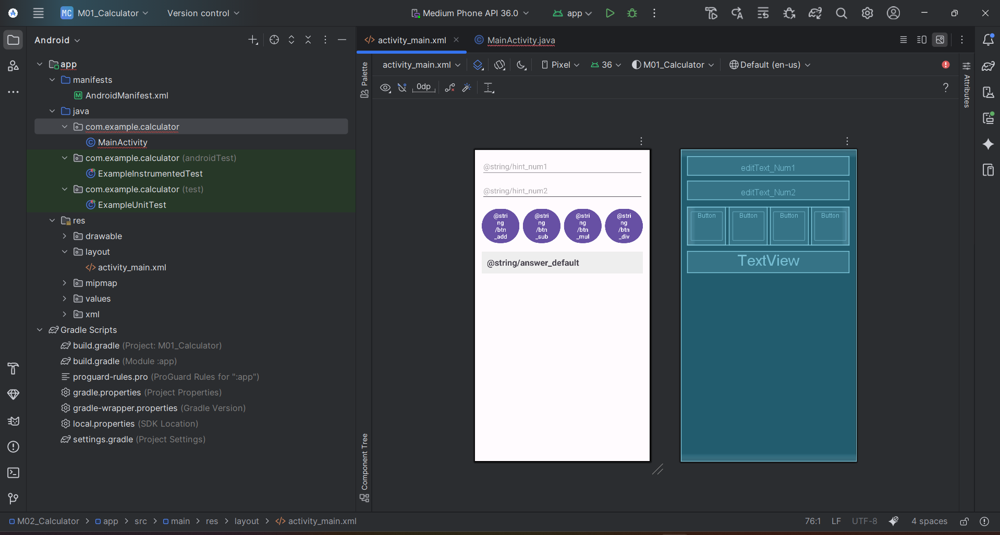 MC M01_Calculator Version control Medium Phone API 36.0 app
Android
activity_main.xml MainActivity.java
app
manifests
AndroidManifest.xml
java
com.example.calculator
MainActivity
com.example.calculator (androidTest)
ExampleInstrumentedTest
com.example.calculator (test)
ExampleUnitTest
res
drawable
layout
activity_main.xml
mipmap
values
xml
Gradle Scripts
build.gradle (Project: M01_Calculator)
build.gradle (Module :app)
proguard-rules.pro (ProGuard Rules for ":app")
gradle.properties (Project Properties)
gradle-wrapper.properties (Gradle Version)
local.properties (SDK Location)
settings.gradle (Project Settings)
Palette
Component Tree
activity_main.xml Pixel 36 M01_Calculator Default (en-us)
0dp ?
Attributes
@string/hint_num1
@string/hint_num2
@stri
ng
/btn
_add
@stri
ng
/btn
_sub
@stri
ng
/btn
_mul
@stri
ng
/btn
_div
@string/answer_default
editText_Num1
editText_Num2
Button Button Button Button
TextView
M02_Calculator > app > src > main > res > layout > activity_main.xml
76:1 LF UTF-8 4 spaces